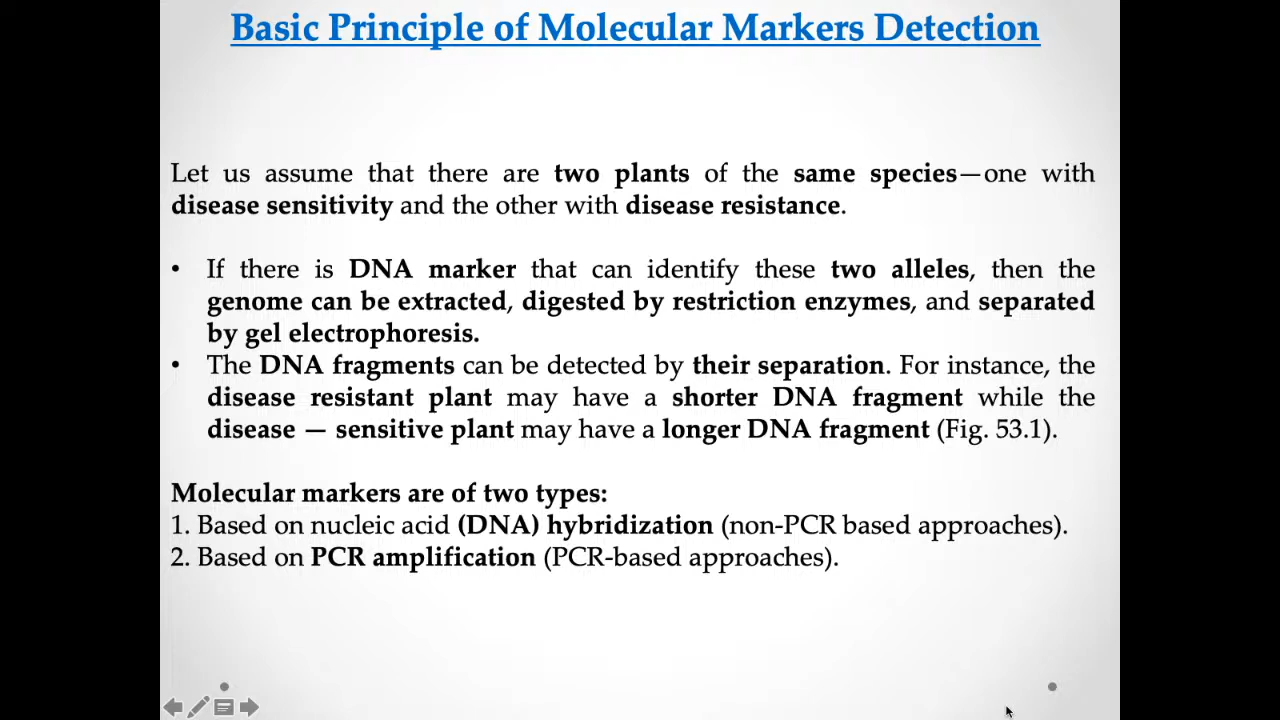 Basic Principle of Molecular Markers Detection
Let us assume that there are two plants of the same species—one with
disease sensitivity and the other with disease resistance.
• If there is DNA marker that can identify these two alleles, then the
genome can be extracted, digested by restriction enzymes, and separated
by gel electrophoresis.
• The DNA fragments can be detected by their separation. For instance, the
disease resistant plant may have a shorter DNA fragment while the
disease — sensitive plant may have a longer DNA fragment (Fig. 53.1).
Molecular markers are of two types:
1. Based on nucleic acid (DNA) hybridization (non-PCR based approaches).
2. Based on PCR amplification (PCR-based approaches).